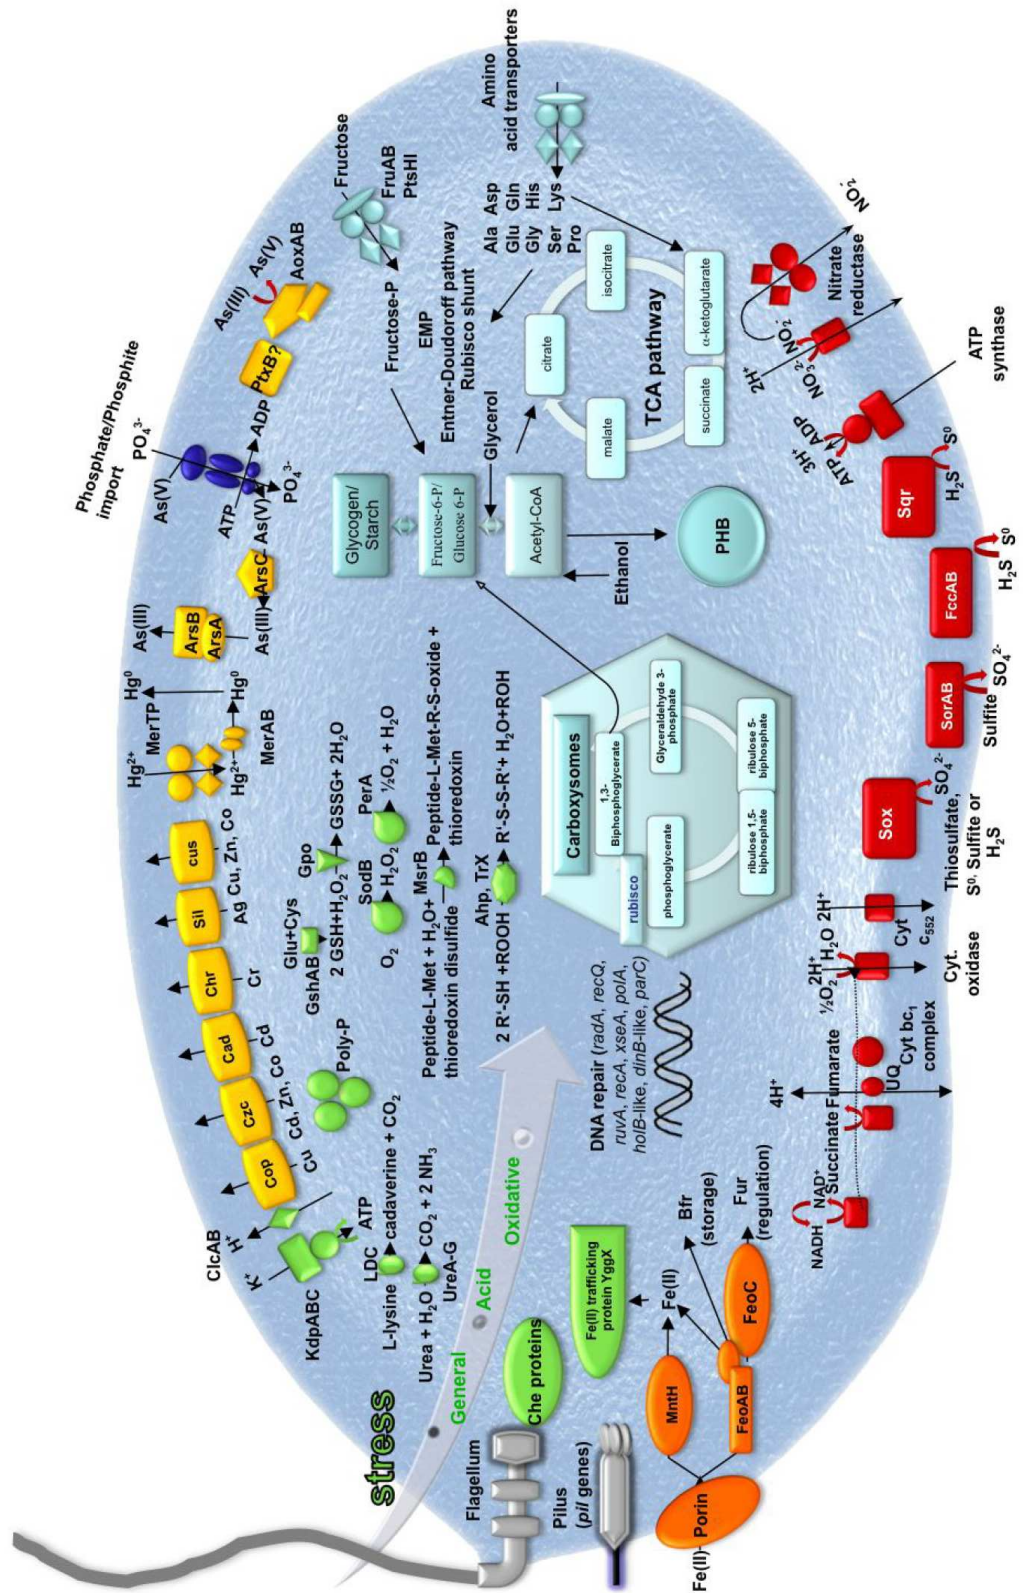 stress
General
Acid
Oxidative
Flagellum
Che proteins
Pilus
(pil genes)
Fe(II)-
Porin
MntH
FeoAB
FeoC
Fe(II)
Bfr
(storage)
Fur
(regulation)
Fe(II) trafficking
protein YggX
ClcAB
H⁺
K⁺
KdpABC
ATP
LDC
L-lysine
cadaverine + CO₂
Urea + H₂O
CO₂ + 2 NH₃
UreA-G
Poly-P
Cop
Czc
Cad
Chr
Sil
cus
Cu
Cd, Zn, Co
Cd
Cr
Ag
Cu, Zn, Co
Glu+Cys
GshAB
Gpo
2 GSH+H₂O₂
GSSG+ 2H₂O
SodB
PerA
O₂
H₂O₂
½O₂ + H₂O
Peptide-L-Met + H₂O+
MsrB
Peptide-L-Met-R-S-oxide +
thioredoxin disulfide
thioredoxin
Ahp, TrX
2 R'-SH +ROOH
R'-S-S-R'+ H₂O+ROH
DNA repair (radA, recQ,
ruvA, recA, xseA, polA,
holB-like, dinB-like, parC)
Hg²⁺
MerTP
Hg⁰
Hg²⁺
Hg⁰
MerAB
As(III)
ArsB
ArsA
As(III)
ArsC
As(V)
Phosphate/Phosphite
import
As(V)
PO₄³⁻
ATP
ADP
PO₄³⁻
PtxB?
As(III)
As(V)
AoxAB
Fructose
FruAB
PtsHI
Fructose-P
EMP
Entner-Doudoroff pathway
Rubisco shunt
Glycogen/
Starch
Fructose-6-P/
Glucose 6-P
Glycerol
Acetyl-CoA
Ethanol
PHB
Amino
acid transporters
Ala Asp
Glu Gln
Gly His
Ser Lys
Pro
citrate
isocitrate
α-ketoglutarate
succinate
malate
TCA pathway
Carboxysomes
1,3-
Biphosphoglycerate
Glyceraldehyde 3-
phosphate
ribulose 5-
biphosphate
ribulose 1,5-
biphosphate
phosphoglycerate
rubisco
NADH
NAD⁺
Succinate Fumarate
4H⁺
UQ
Cyt bc₁
complex
2H⁺
½O₂
H₂O
Cyt.
oxidase
2H⁺
Cyt
c₅₅₂
Sox
SO₄²⁻
Thiosulfate,
S⁰, Sulfite or
H₂S
SorAB
Sulfite
SO₄²⁻
FccAB
H₂S
S⁰
Sqr
H₂S
S⁰
3H⁺
ATP
ADP
ATP
synthase
2H⁺
NO₃²⁻
NO₂⁻
Nitrate
reductase
NO₂⁻